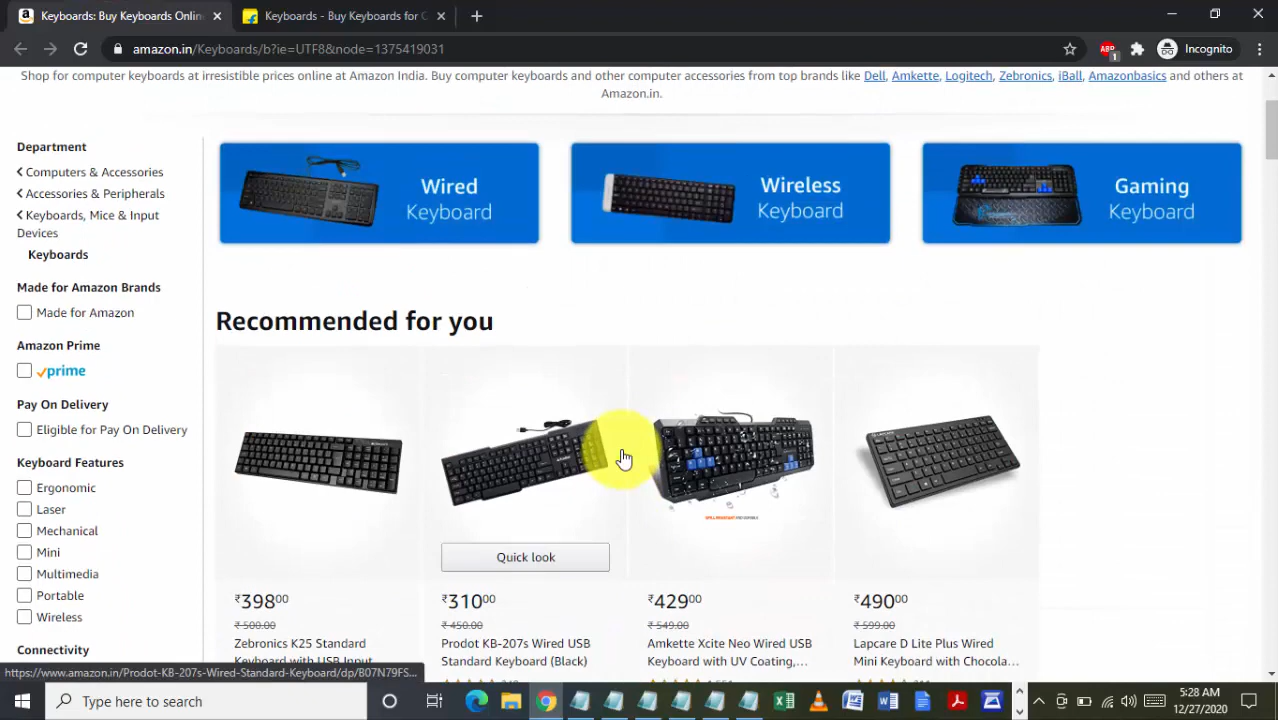 Keyboards: Buy Keyboards Onlin
Keyboards - Buy Keyboards for C
amazon.in/Keyboards/b?ie=UTF8&node=1375419031
ABP
1
Incognito
Shop for computer keyboards at irresistible prices online at Amazon India. Buy computer keyboards and other computer accessories from top brands like Dell, Amkette, Logitech, Zebronics, iBall, Amazonbasics and others at
Amazon.in.
Department
Computers & Accessories
Accessories & Peripherals
Keyboards, Mice & Input
Devices
Keyboards
Made for Amazon Brands
Made for Amazon
Amazon Prime
prime
Pay On Delivery
Eligible for Pay On Delivery
Keyboard Features
Ergonomic
Laser
Mechanical
Mini
Multimedia
Portable
Wireless
Connectivity
Wired
Keyboard
Wireless
Keyboard
Gaming
Keyboard
Recommended for you
Quick look
₹39800
₹ 500.00
Zebronics K25 Standard
Keyboard with USB Input
₹31000
₹ 450.00
Prodot KB-207s Wired USB
Standard Keyboard (Black)
₹42900
₹ 549.00
Amkette Xcite Neo Wired USB
Keyboard with UV Coating,...
₹49000
₹ 599.00
Lapcare D Lite Plus Wired
Mini Keyboard with Chocola...
https://www.amazon.in/Prodot-KB-207s-Wired-Standard-Keyboard/dp/B07N79FS...
Type here to search
5:28 AM
12/27/2020